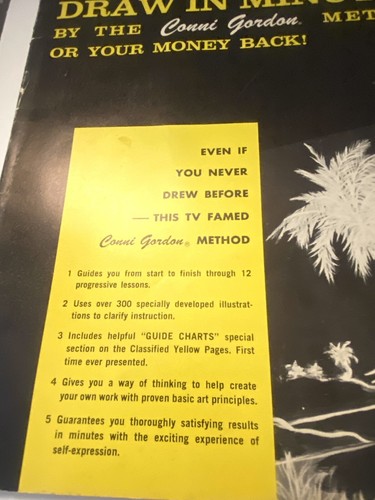 DRAW IN
BY THE Conni Gordon®
OR YOUR MONEY BACK!
EVEN IF
YOU NEVER
DREW BEFORE
— THIS TV FAMED
Conni Gordon® METHOD
1 Guides you from start to finish through 12
progressive lessons.
2 Uses over 300 specially developed illustrat-
ions to clarify instruction.
3 Includes helpful "GUIDE CHARTS" special
section on the Classified Yellow Pages. First
time ever presented.
4 Gives you a way of thinking to help create
your own work with proven basic art principles.
5 Guarantees you thoroughly satisfying results
in minutes with the exciting experience of
self-expression.